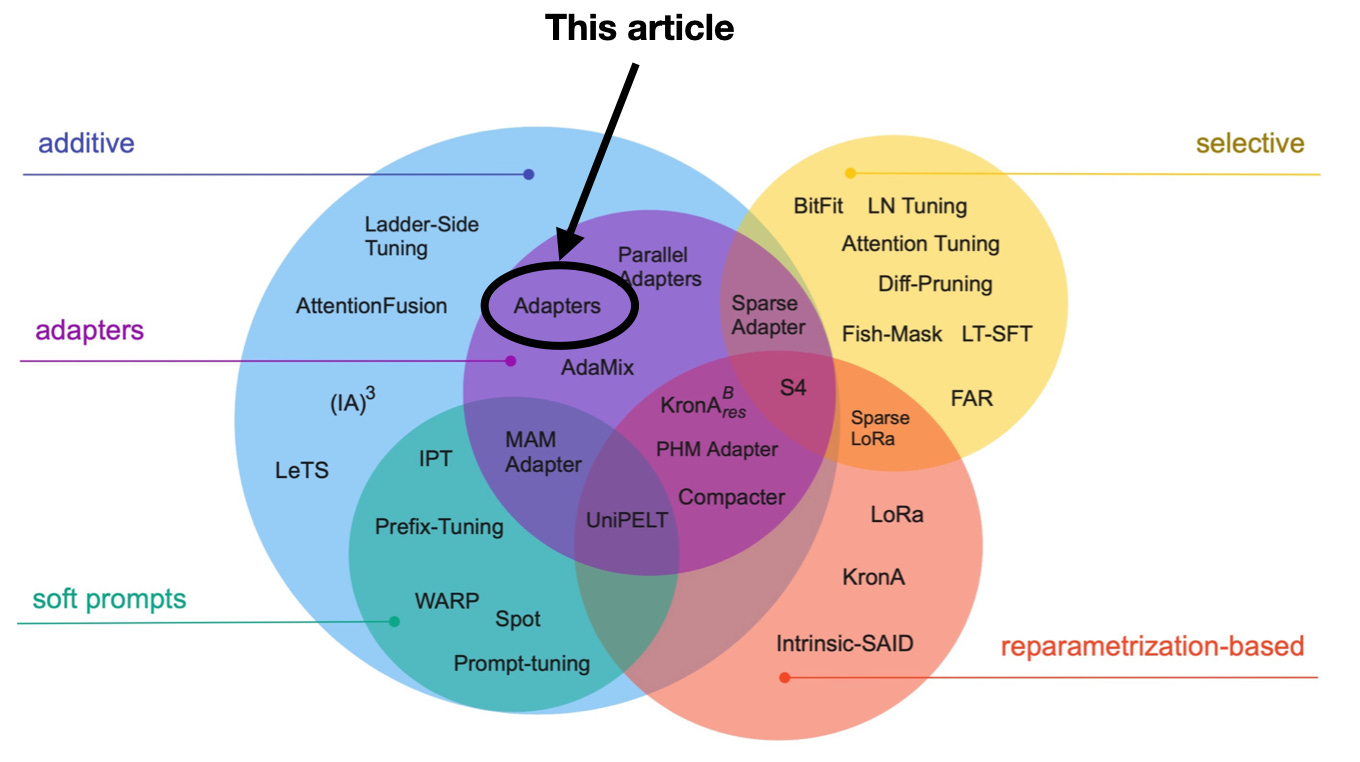 This article
additive
selective
BitFit LN Tuning
Ladder-Side
Tuning
Attention Tuning
Parallel
Adapters
Diff-Pruning
AttentionFusion
Adapters
Sparse
Adapter
adapters
Fish-Mask LT-SFT
AdaMix
(IA)³
KronA^B_res
S4
FAR
Sparse
LoRa
MAM
Adapter
PHM Adapter
IPT
LeTS
Compacter
Prefix-Tuning
UniPELT
LoRa
KronA
soft prompts
WARP
Spot
Intrinsic-SAID
reparametrization-based
Prompt-tuning